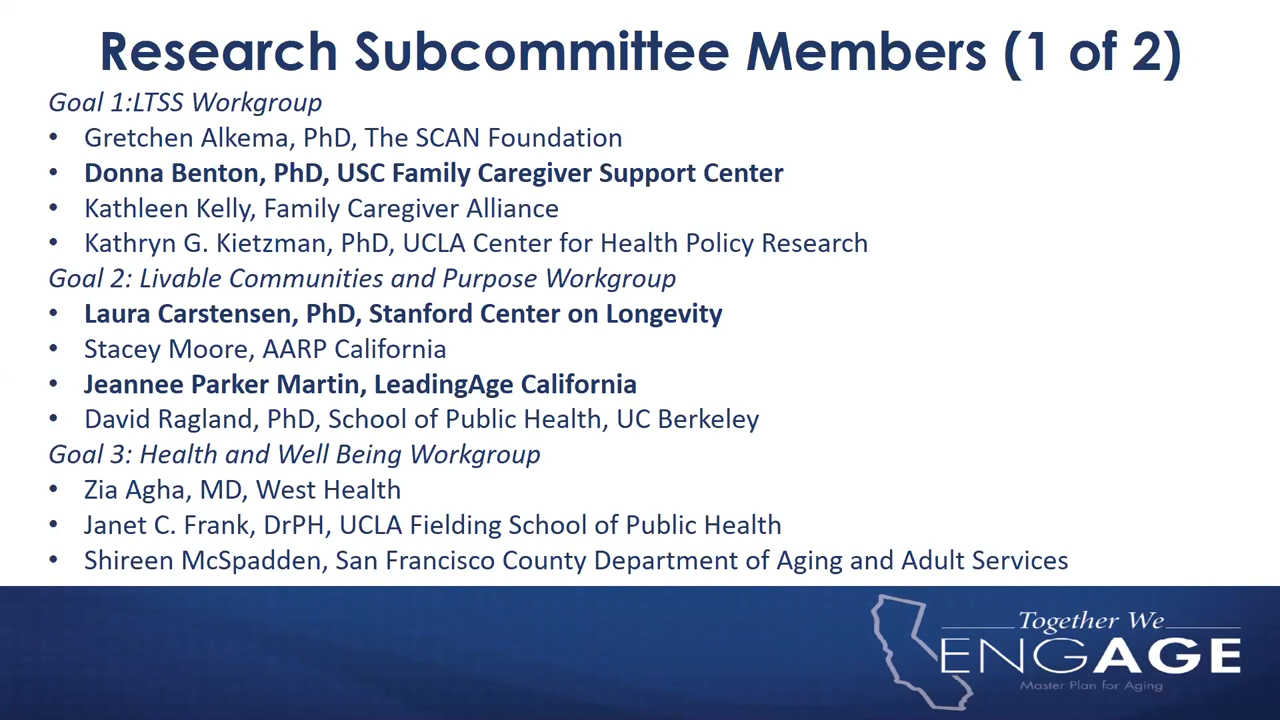 Research Subcommittee Members (1 of 2)
Goal 1:LTSS Workgroup
• Gretchen Alkema, PhD, The SCAN Foundation
• Donna Benton, PhD, USC Family Caregiver Support Center
• Kathleen Kelly, Family Caregiver Alliance
• Kathryn G. Kietzman, PhD, UCLA Center for Health Policy Research
Goal 2: Livable Communities and Purpose Workgroup
• Laura Carstensen, PhD, Stanford Center on Longevity
• Stacey Moore, AARP California
• Jeannee Parker Martin, LeadingAge California
• David Ragland, PhD, School of Public Health, UC Berkeley
Goal 3: Health and Well Being Workgroup
• Zia Agha, MD, West Health
• Janet C. Frank, DrPH, UCLA Fielding School of Public Health
• Shireen McSpadden, San Francisco County Department of Aging and Adult Services
Together We
ENGAGE
Master Plan for Aging